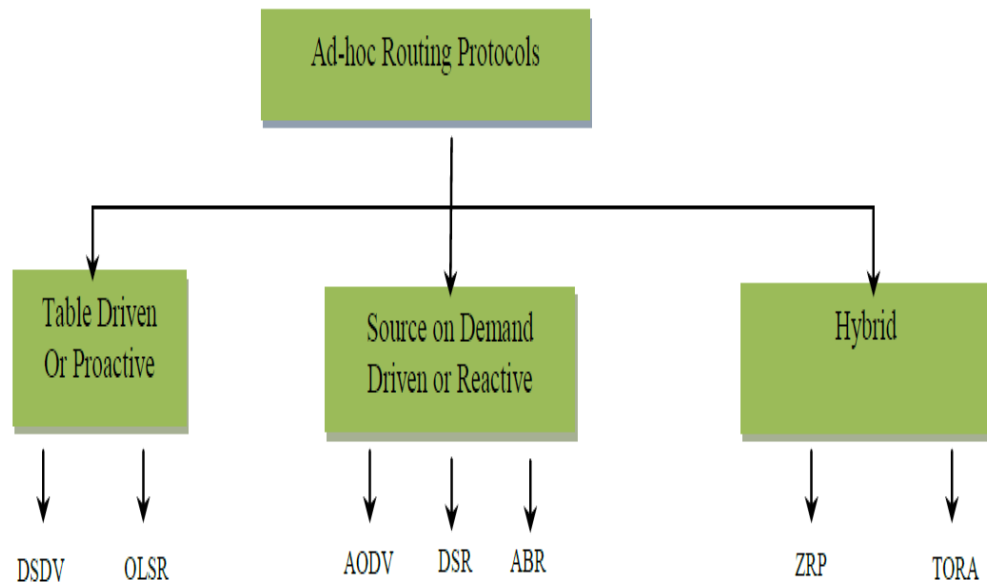 Ad-hoc Routing Protocols
Table Driven
Or Proactive
Source on Demand
Driven or Reactive
Hybrid
DSDV
OLSR
AODV
DSR
ABR
ZRP
TORA